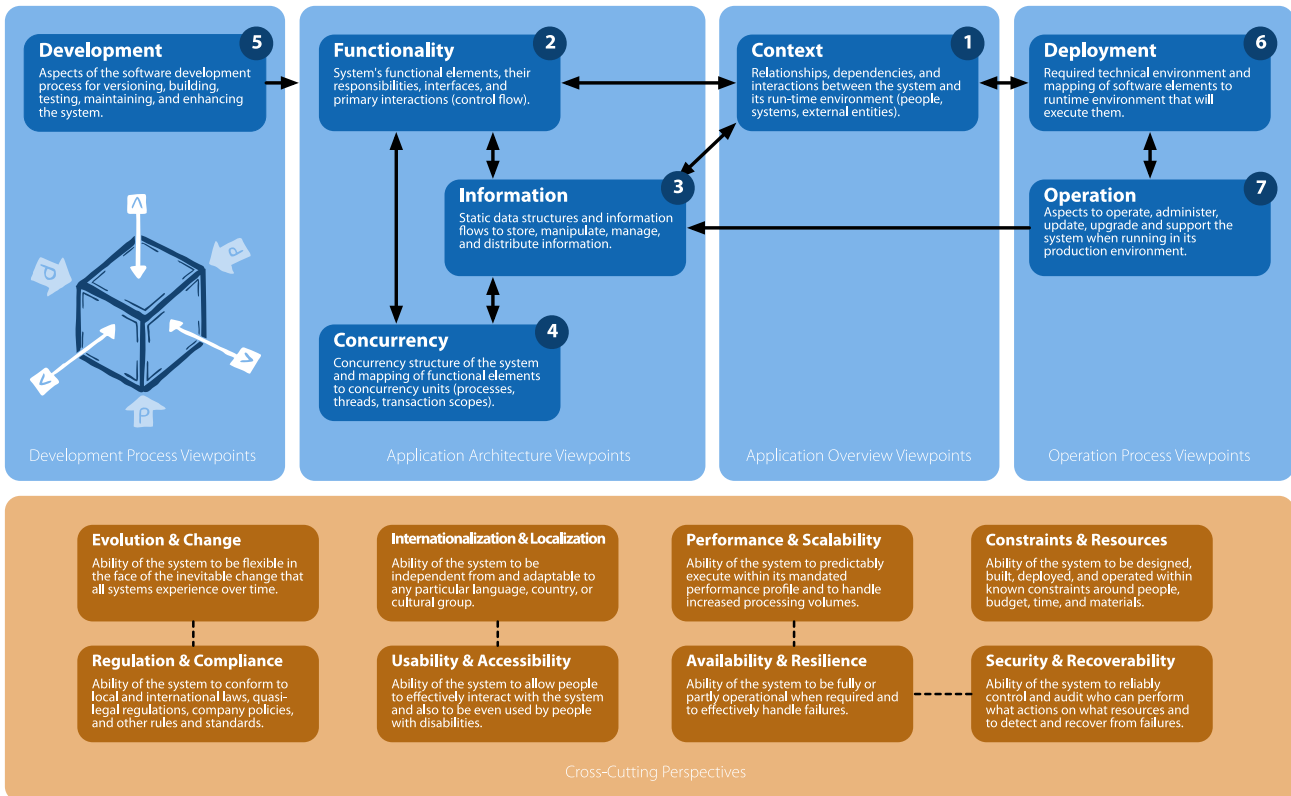 Development
5
Aspects of the software development
process for versioning, building,
testing, maintaining, and enhancing
the system.
V
P
P
V
V
P
Development Process Viewpoints
Functionality
2
System's functional elements, their
responsibilities, interfaces, and
primary interactions (control flow).
Information
3
Static data structures and information
flows to store, manipulate, manage,
and distribute information.
Concurrency
4
Concurrency structure of the system
and mapping of functional elements
to concurrency units (processes,
threads, transaction scopes).
Application Architecture Viewpoints
Context
1
Relationships, dependencies, and
interactions between the system and
its run-time environment (people,
systems, external entities).
Application Overview Viewpoints
Deployment
6
Required technical environment and
mapping of software elements to
runtime environment that will
execute them.
Operation
7
Aspects to operate, administer,
update, upgrade and support the
system when running in its
production environment.
Operation Process Viewpoints
Evolution & Change
Ability of the system to be flexible in
the face of the inevitable change that
all systems experience over time.
Internationalization & Localization
Ability of the system to be
independent from and adaptable to
any particular language, country, or
cultural group.
Performance & Scalability
Ability of the system to predictably
execute within its mandated
performance profile and to handle
increased processing volumes.
Constraints & Resources
Ability of the system to be designed,
built, deployed, and operated within
known constraints around people,
budget, time, and materials.
Regulation & Compliance
Ability of the system to conform to
local and international laws, quasi-
legal regulations, company policies,
and other rules and standards.
Usability & Accessibility
Ability of the system to allow people
to effectively interact with the system
and also to be even used by people
with disabilities.
Availability & Resilience
Ability of the system to be fully or
partly operational when required and
to effectively handle failures.
Security & Recoverability
Ability of the system to reliably
control and audit who can perform
what actions on what resources and
to detect and recover from failures.
Cross-Cutting Perspectives